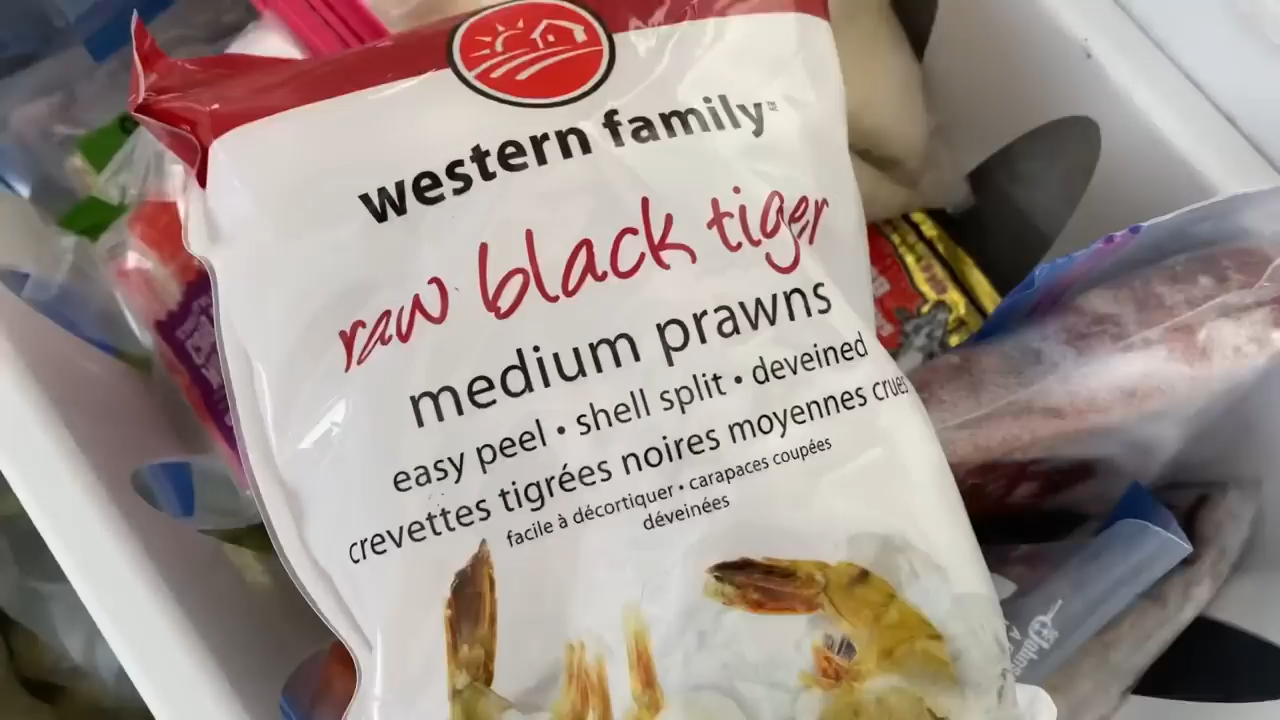 western family
raw black tiger
medium prawns
easy peel • shell split • deveined
crevettes tigrées noires moyennes crues
facile à décortiquer • carapaces coupées
déveinées